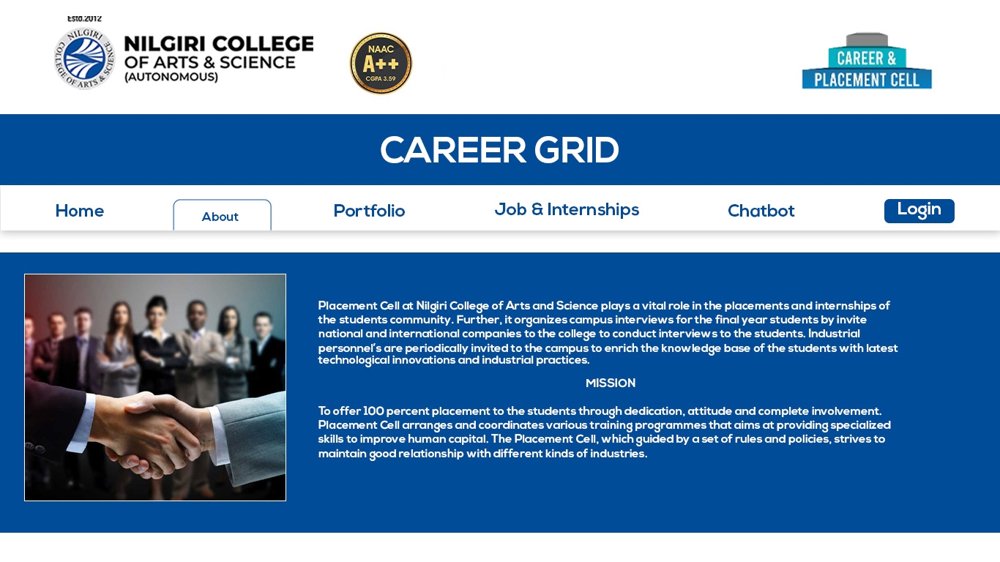 Estd.2012
NILGIRI COLLEGE OF ARTS & SCIENCE
NILGIRI COLLEGE
OF ARTS & SCIENCE
(AUTONOMOUS)
NAAC
A++
CGPA 3.59
CAREER &
PLACEMENT CELL
CAREER GRID
Home
About
Portfolio
Job & Internships
Chatbot
Login
Placement Cell at Nilgiri College of Arts and Science plays a vital role in the placements and internships of
the students community. Further, it organizes campus interviews for the final year students by invite
national and international companies to the college to conduct interviews to the students. Industrial
personnel's are periodically invited to the campus to enrich the knowledge base of the students with latest
technological innovations and industrial practices.
MISSION
To offer 100 percent placement to the students through dedication, attitude and complete involvement.
Placement Cell arranges and coordinates various training programmes that aims at providing specialized
skills to improve human capital. The Placement Cell, which guided by a set of rules and policies, strives to
maintain good relationship with different kinds of industries.